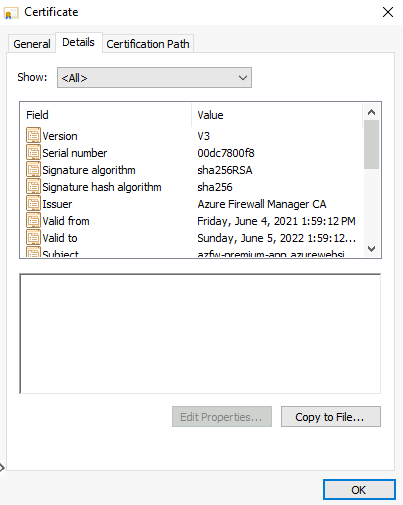 Certificate
General Details Certification Path
Show: <All>
Field Value
Version V3
Serial number 00dc7800f8
Signature algorithm sha256RSA
Signature hash algorithm sha256
Issuer Azure Firewall Manager CA
Valid from Friday, June 4, 2021 1:59:12 PM
Valid to Sunday, June 5, 2022 1:59:12...
Subject azfw-premium-app.azurewebsi
Edit Properties... Copy to File...
OK